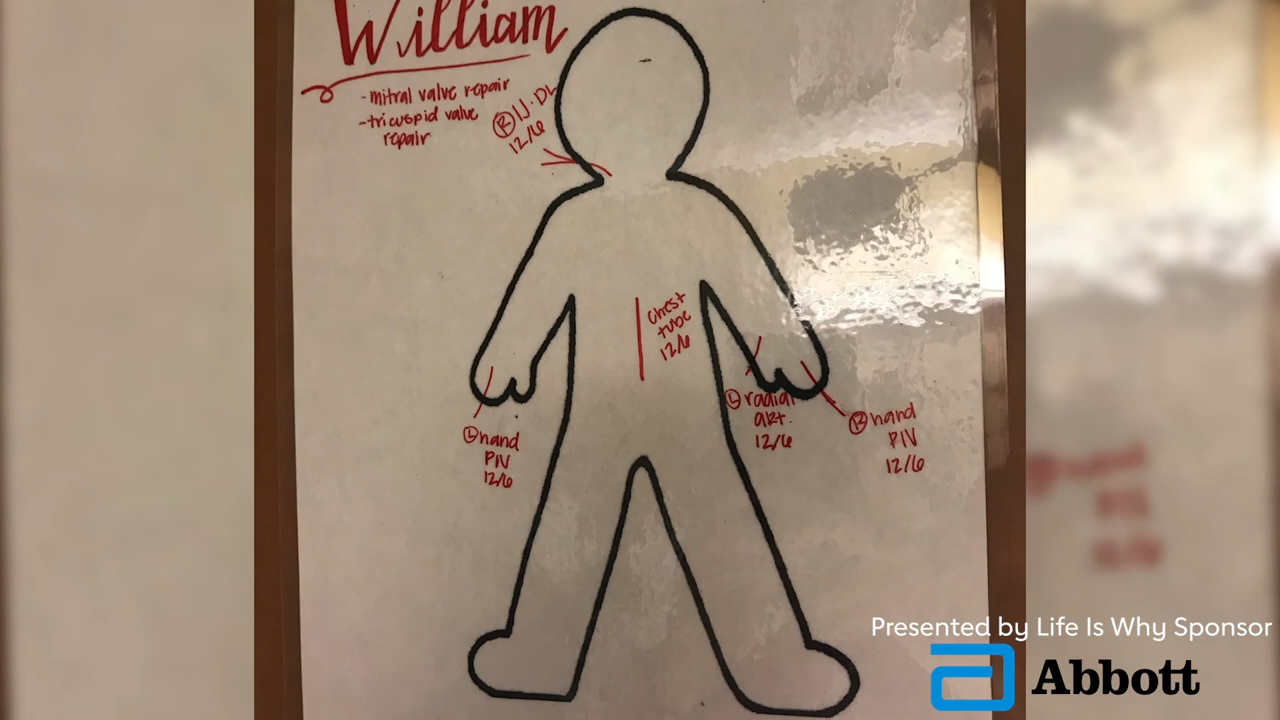 William
-mitral valve repair
-tricuspid valve
repair
Ⓡ IJ. DL
12/6
chest
tube
12/6
Ⓛ hand
PIV
12/6
Ⓛ radial
art.
12/6
Ⓡ hand
PIV
12/6
Presented by Life Is Why Sponsor
Abbott